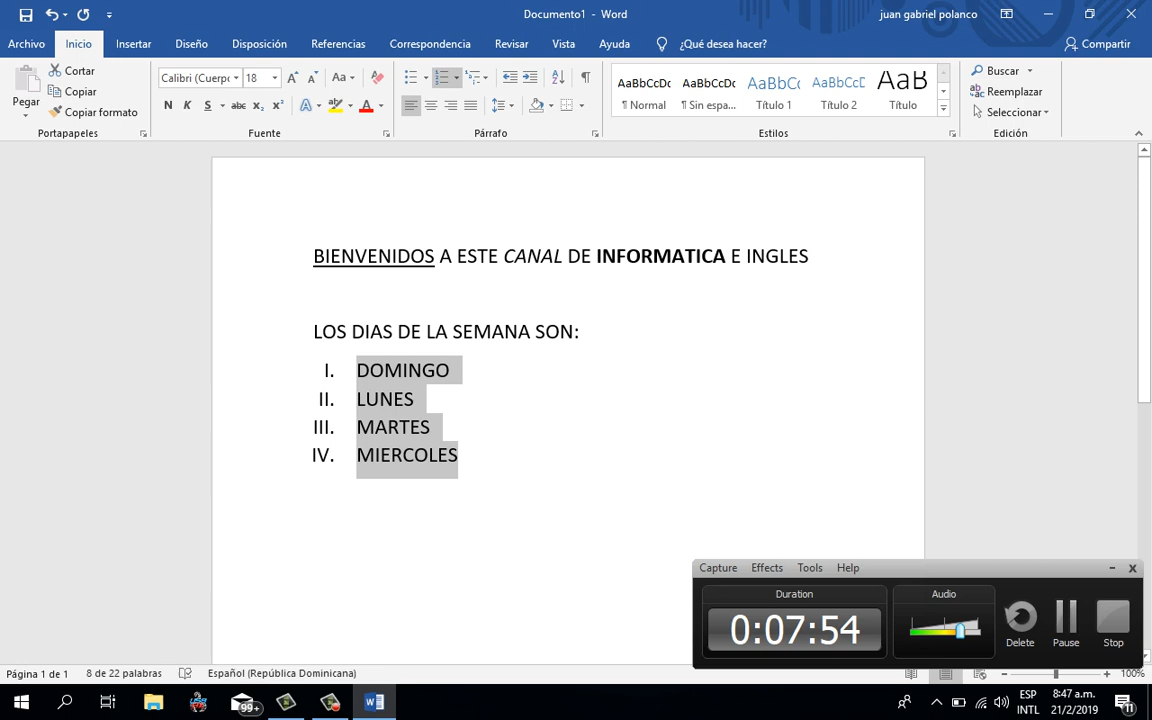 Documento1 - Word
juan gabriel polanco
Archivo Inicio Insertar Diseño Disposición Referencias Correspondencia Revisar Vista Ayuda ¿Qué desea hacer? Compartir
Pegar
Cortar
Copiar
Copiar formato
Portapapeles
Calibri (Cuerpo 18
Aa
N K S abc x₂ x²
Fuente
Párrafo
AaBbCcDc AaBbCcDc AaBbCc AaBbCcD AaB
¶ Normal ¶ Sin espa... Título 1 Título 2 Título
Estilos
Buscar
Reemplazar
Seleccionar
Edición
BIENVENIDOS A ESTE CANAL DE INFORMATICA E INGLES
LOS DIAS DE LA SEMANA SON:
I. DOMINGO
II. LUNES
III. MARTES
IV. MIERCOLES
Capture Effects Tools Help
Duration
0:07:54
Audio
Delete Pause Stop
Página 1 de 1 8 de 22 palabras Español (República Dominicana) 100%
99+
ESP
INTL
8:47 a.m.
21/2/2019
11